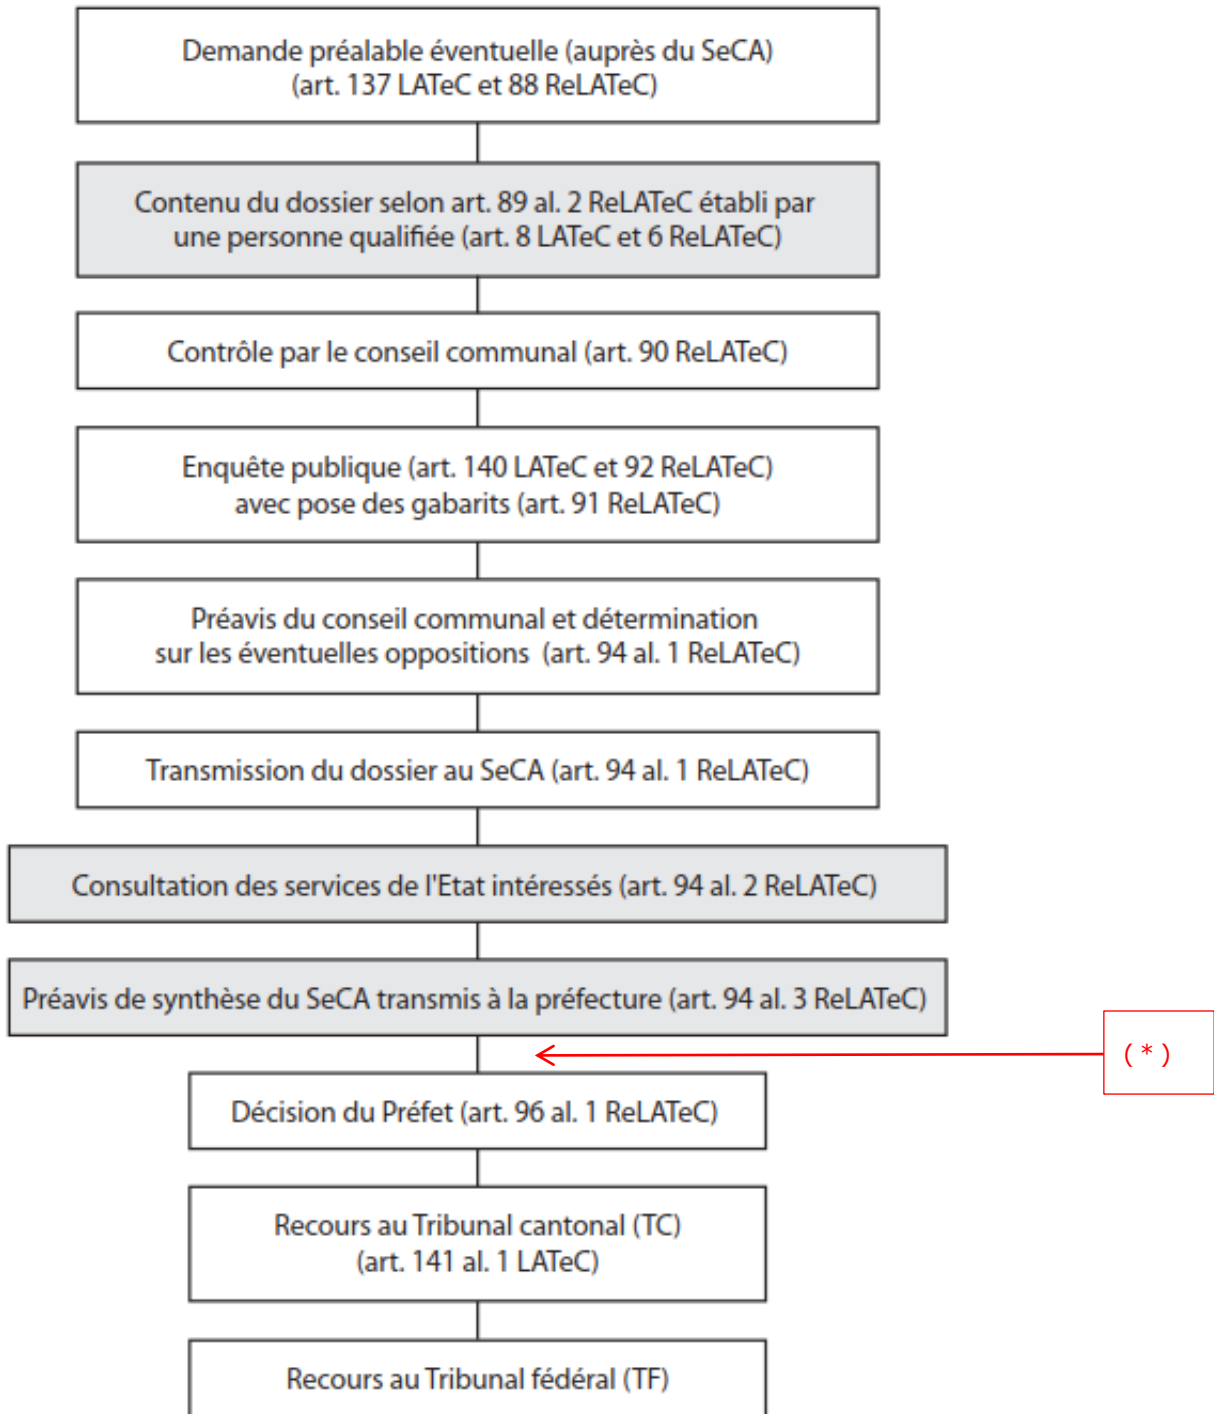 Demande préalable éventuelle (auprès du SeCA)
(art. 137 LATeC et 88 ReLATeC)
Contenu du dossier selon art. 89 al. 2 ReLATeC établi par
une personne qualifiée (art. 8 LATeC et 6 ReLATeC)
Contrôle par le conseil communal (art. 90 ReLATeC)
Enquête publique (art. 140 LATeC et 92 ReLATeC)
avec pose des gabarits (art. 91 ReLATeC)
Préavis du conseil communal et détermination
sur les éventuelles oppositions (art. 94 al. 1 ReLATeC)
Transmission du dossier au SeCA (art. 94 al. 1 ReLATeC)
Consultation des services de l'Etat intéressés (art. 94 al. 2 ReLATeC)
Préavis de synthèse du SeCA transmis à la préfecture (art. 94 al. 3 ReLATeC)
(*)
Décision du Préfet (art. 96 al. 1 ReLATeC)
Recours au Tribunal cantonal (TC)
(art. 141 al. 1 LATeC)
Recours au Tribunal fédéral (TF)